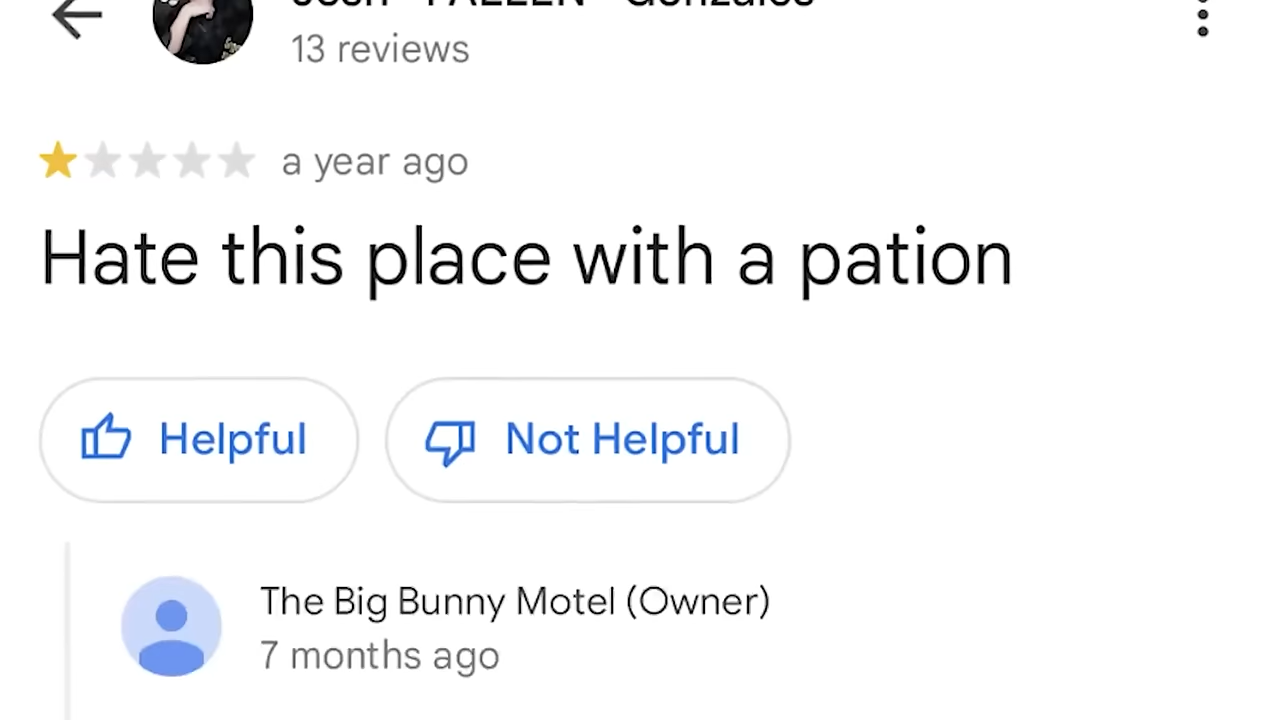 13 reviews
a year ago
Hate this place with a pation
Helpful
Not Helpful
The Big Bunny Motel (Owner)
7 months ago